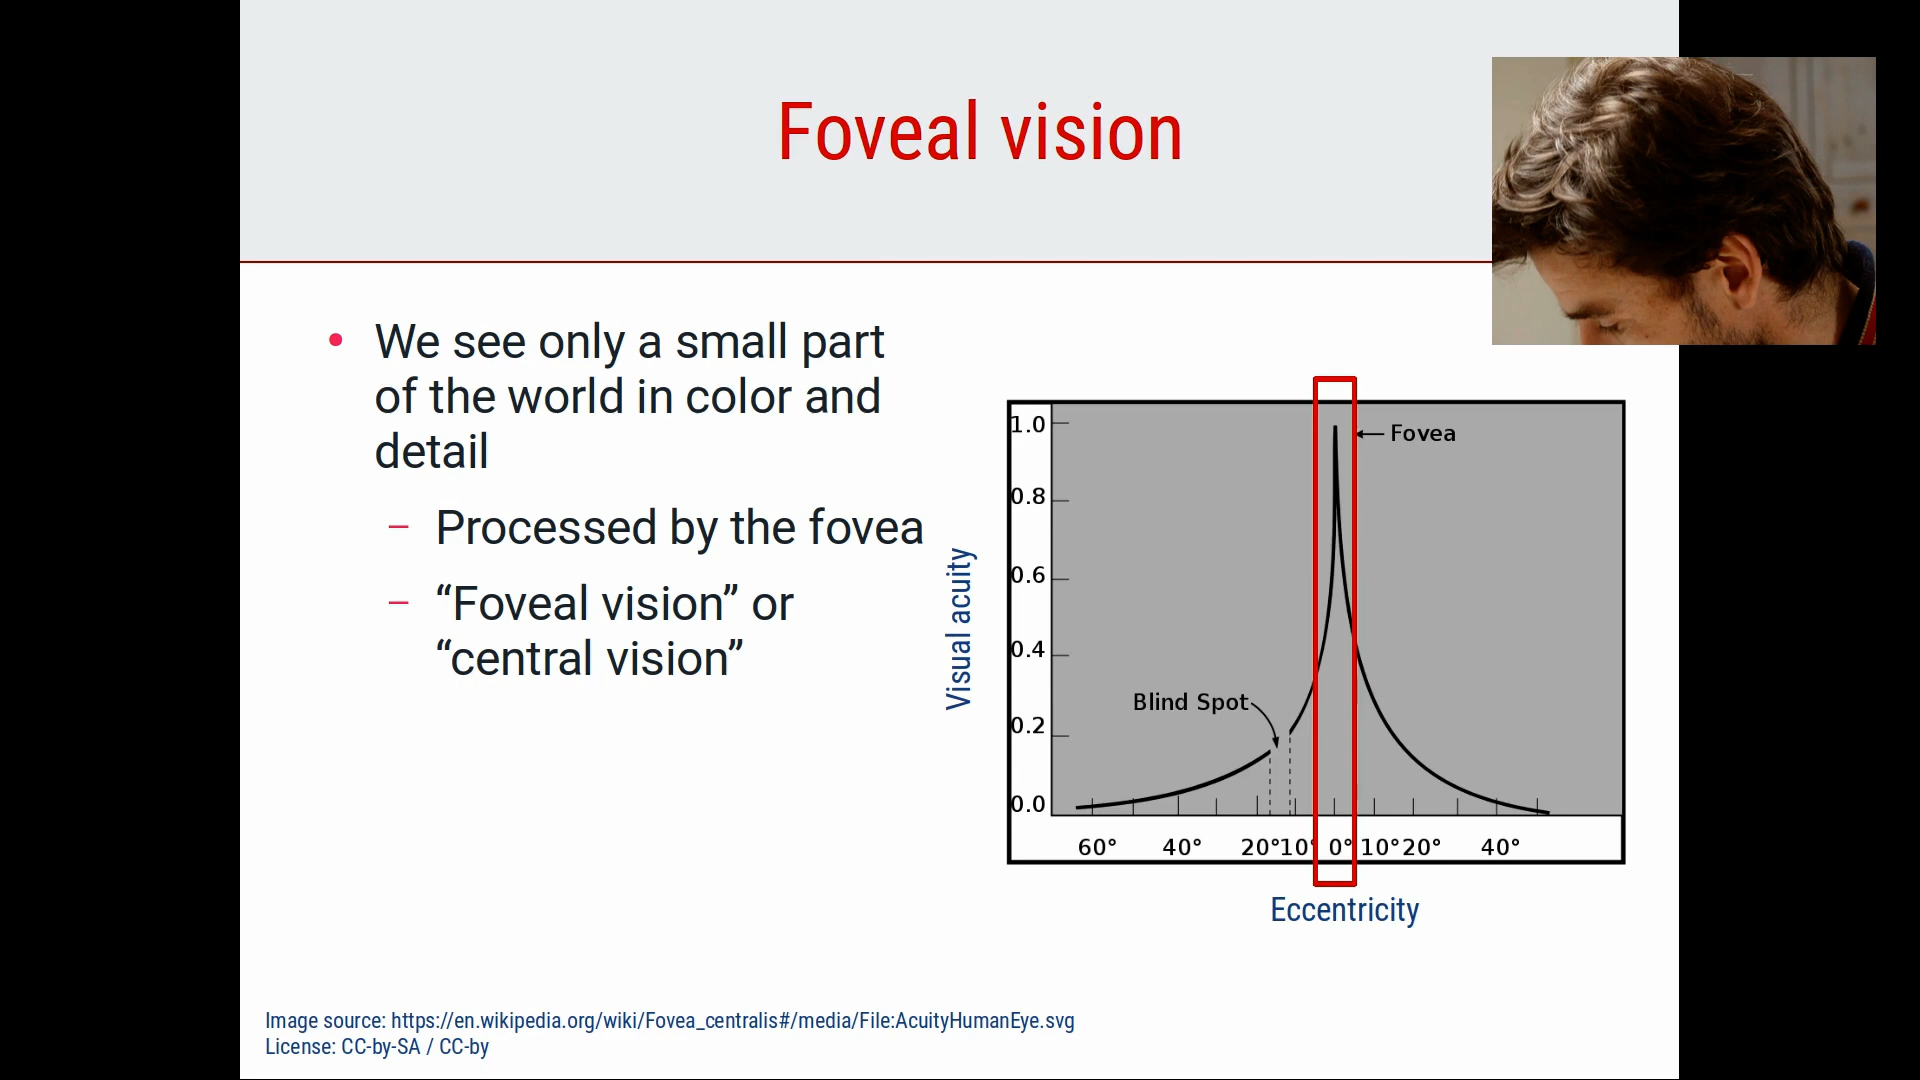 Foveal vision
• We see only a small part
of the world in color and
detail
– Processed by the fovea
– “Foveal vision” or
“central vision”
Visual acuity
1.0
0.8
0.6
0.4
0.2
0.0
Fovea
Blind Spot
60° 40° 20° 10° 0° 10° 20° 40°
Eccentricity
Image source: https://en.wikipedia.org/wiki/Fovea_centralis#/media/File:AcuityHumanEye.svg
License: CC-by-SA / CC-by